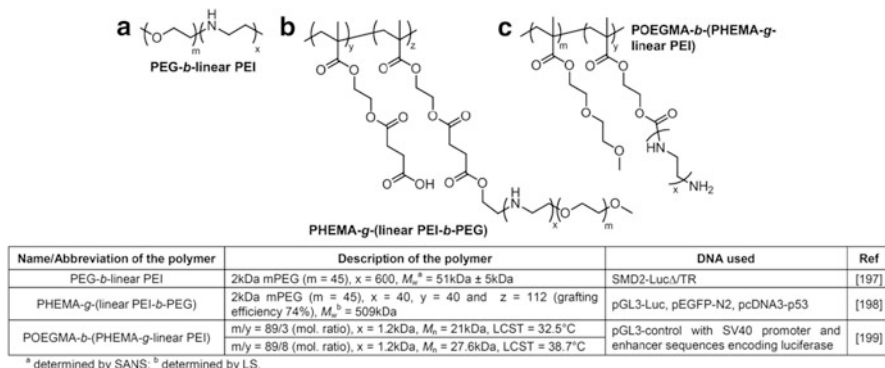 a
b
c
POEGMA-b-(PHEMA-g-
linear PEI)
PEG-b-linear PEI
PHEMA-g-(linear PEI-b-PEG)
Name/Abbreviation of the polymer Description of the polymer DNA used Ref
PEG-b-linear PEI 2kDa mPEG (m = 45), x = 600, Mwᵃ = 51kDa ± 5kDa SMD2-LucΔ/TR [197]
PHEMA-g-(linear PEI-b-PEG) 2kDa mPEG (m = 45), x = 40, y = 40 and z = 112 (grafting
efficiency 74%), Mwᵇ = 509kDa pGL3-Luc, pEGFP-N2, pcDNA3-p53 [198]
POEGMA-b-(PHEMA-g-linear PEI) m/y = 89/3 (mol. ratio), x = 1.2kDa, Mn = 21kDa, LCST = 32.5°C pGL3-control with SV40 promoter and
m/y = 89/8 (mol. ratio), x = 1.2kDa, Mn = 27.6kDa, LCST = 38.7°C enhancer sequences encoding luciferase [199]
ᵃ determined by SANS; ᵇ determined by LS.